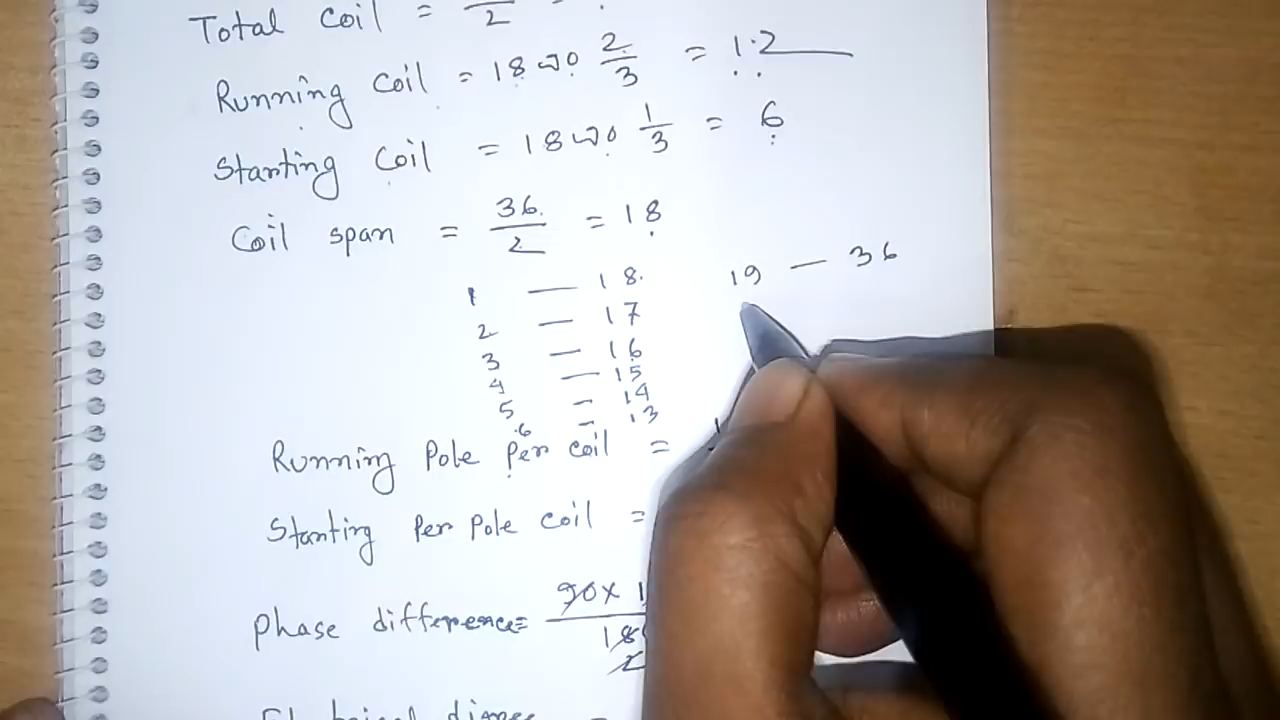 Total coil = 2
Running coil = 18 এর 2/3 = 12
Starting coil = 18 এর 1/3 = 6
Coil span = 36/2 = 18
1 — 18 19 — 36
2 — 17
3 — 16
4 — 15
5 — 14
6 — 13
Running Pole Per coil =
Starting Per Pole coil =
Phase difference = 90x